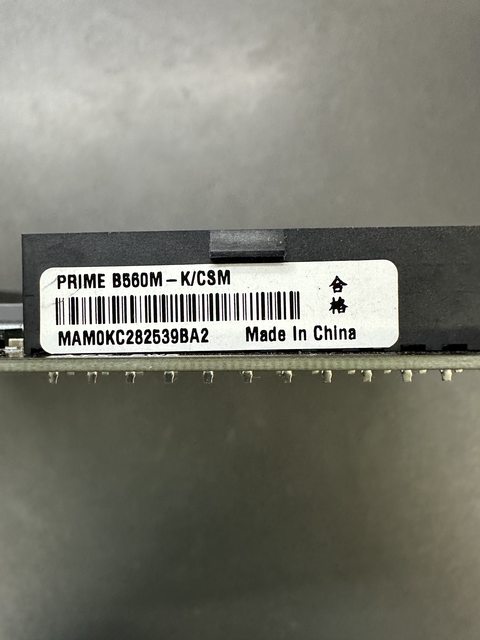 PRIME B560M-K/CSM
合格
MAM0KC282539BA2 Made In China